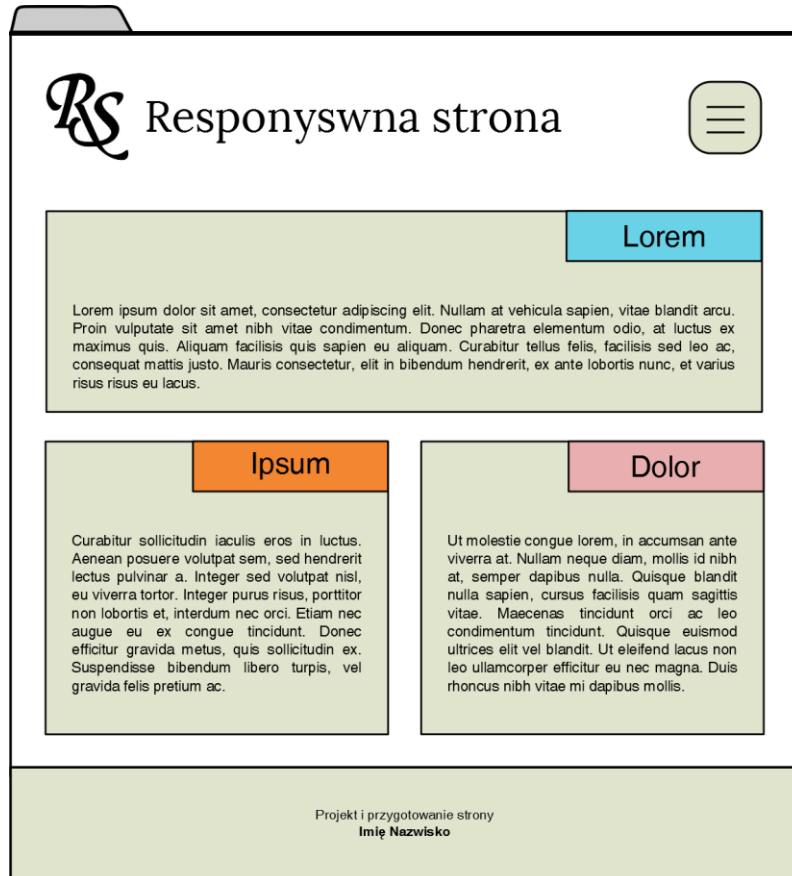 RS Responyswna strona
Lorem
Lorem ipsum dolor sit amet, consectetur adipiscing elit. Nullam at vehicula sapien, vitae blandit arcu.
Proin vulputate sit amet nibh vitae condimentum. Donec pharetra elementum odio, at luctus ex
maximus quis. Aliquam facilisis quis sapien eu aliquam. Curabitur tellus felis, facilisis sed leo ac,
consequat mattis justo. Mauris consectetur, elit in bibendum hendrerit, ex ante lobortis nunc, et varius
risus risus eu lacus.
Ipsum
Curabitur sollicitudin iaculis eros in luctus.
Aenean posuere volutpat sem, sed hendrerit
lectus pulvinar a. Integer sed volutpat nisl,
eu viverra tortor. Integer purus risus, porttitor
non lobortis et, interdum nec orci. Etiam nec
augue eu ex congue tincidunt. Donec
efficitur gravida metus, quis sollicitudin ex.
Suspendisse bibendum libero turpis, vel
gravida felis pretium ac.
Dolor
Ut molestie congue lorem, in accumsan ante
viverra at. Nullam neque diam, mollis id nibh
at, semper dapibus nulla. Quisque blandit
nulla sapien, cursus facilisis quam sagittis
vitae. Maecenas tincidunt orci ac leo
condimentum tincidunt. Quisque euismod
ultrices elit vel blandit. Ut eleifend lacus non
leo ullamcorper efficitur eu nec magna. Duis
rhoncus nibh vitae mi dapibus mollis.
Projekt i przygotowanie strony
Imię Nazwisko